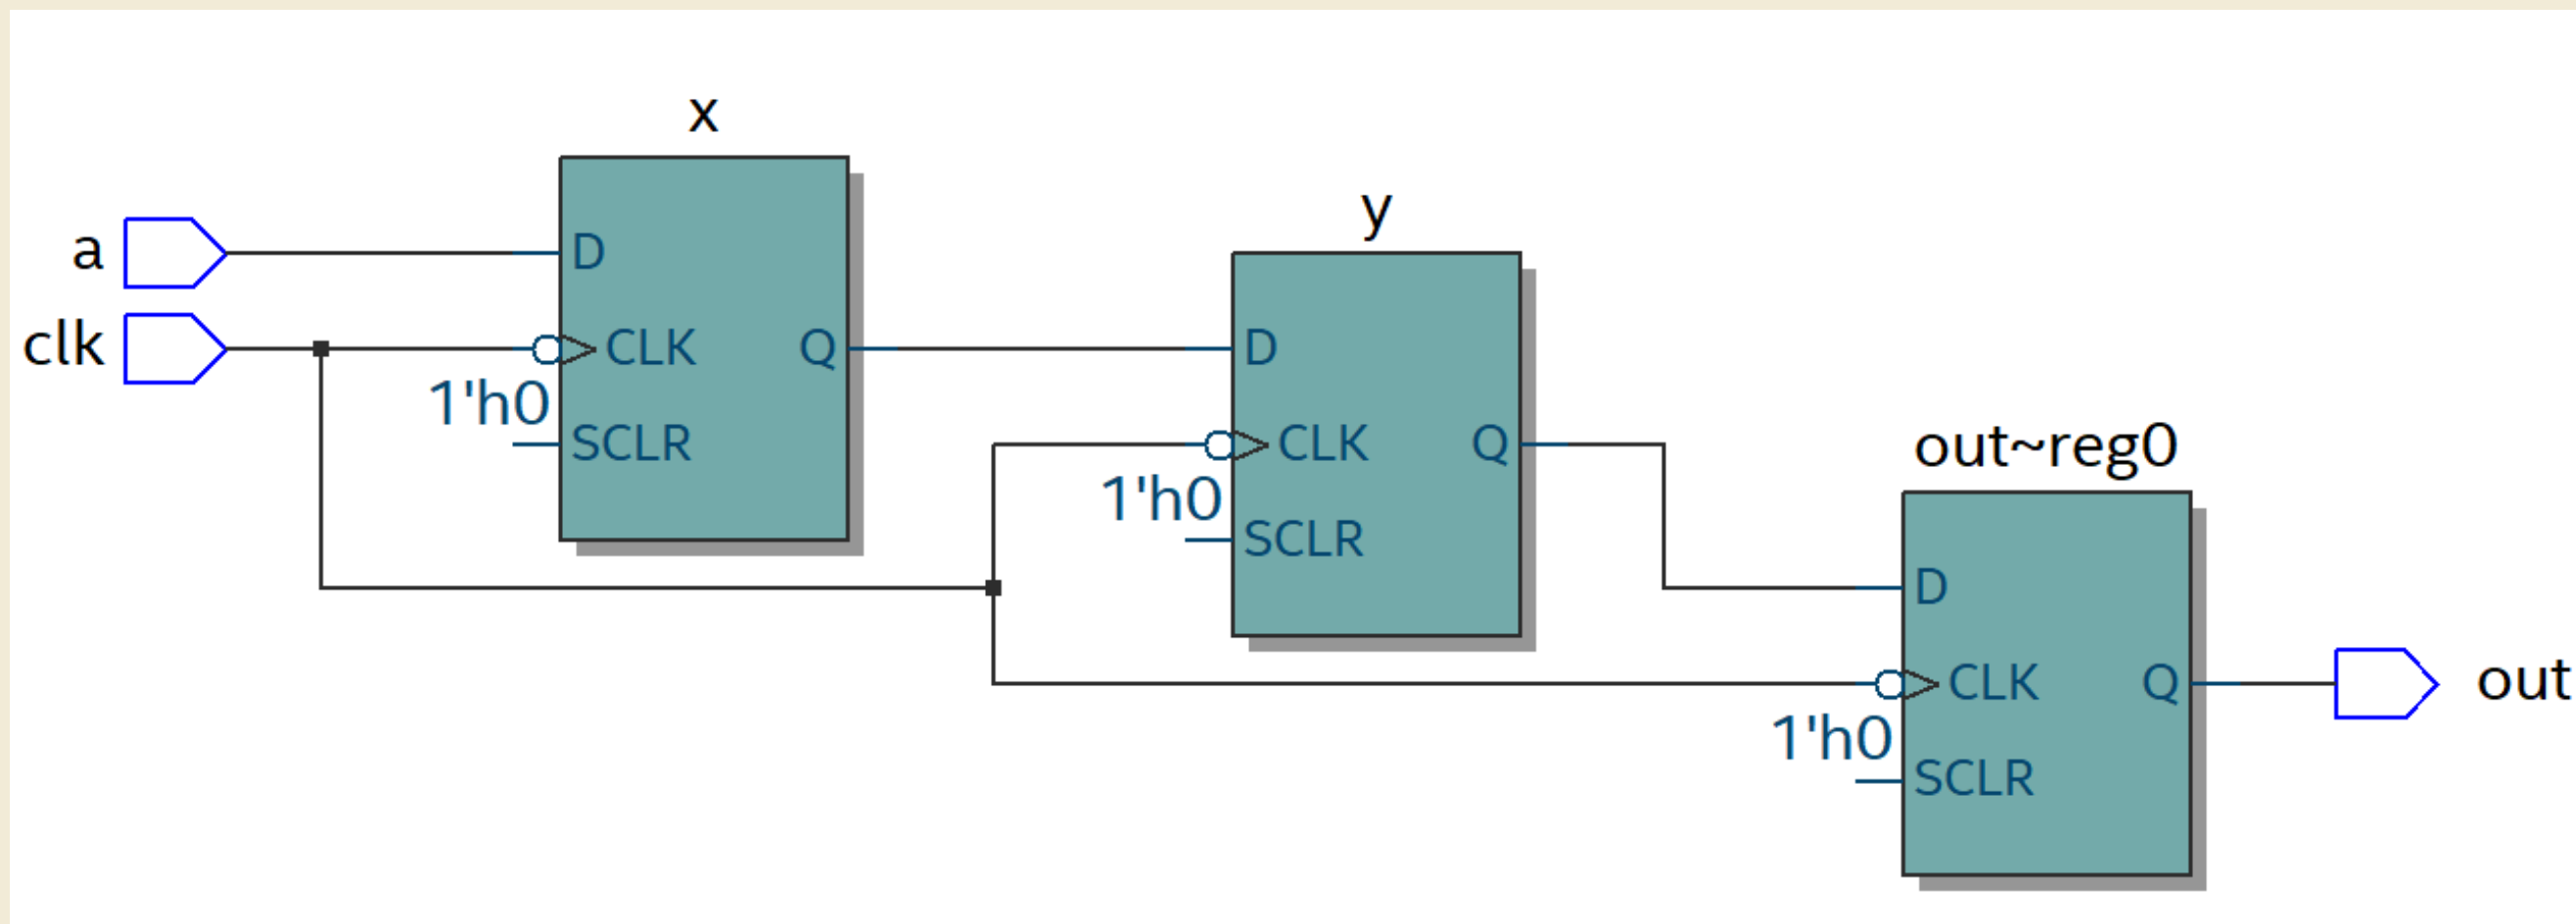 x
a
D
clk
CLK
Q
1'h0
SCLR
y
D
CLK
Q
1'h0
SCLR
out~reg0
D
CLK
Q
1'h0
SCLR
out